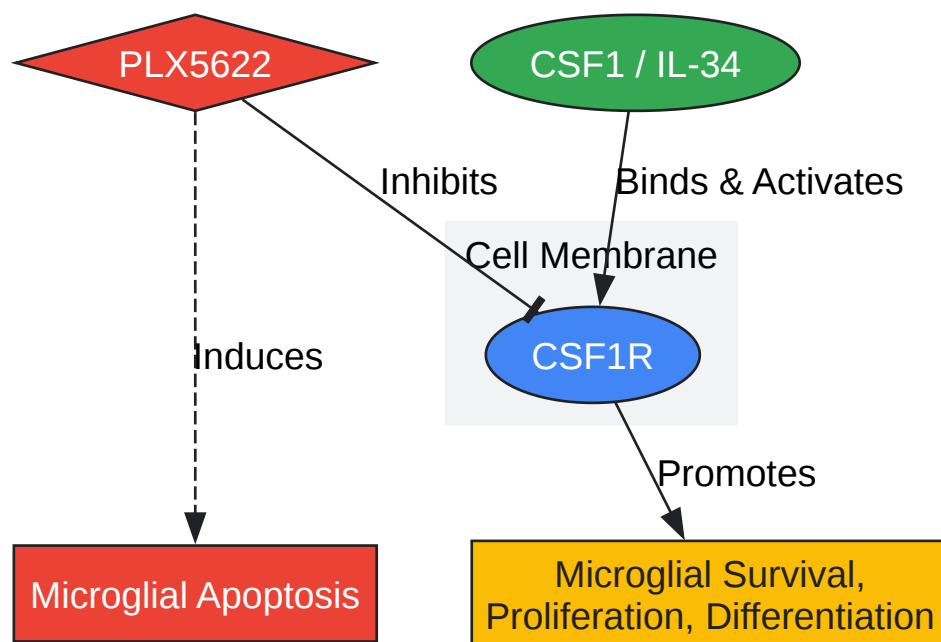 PLX5622
CSF1 / IL-34
Inhibits
Binds & Activates
Cell Membrane
CSF1R
Induces
Promotes
Microglial Apoptosis
Microglial Survival,
Proliferation, Differentiation